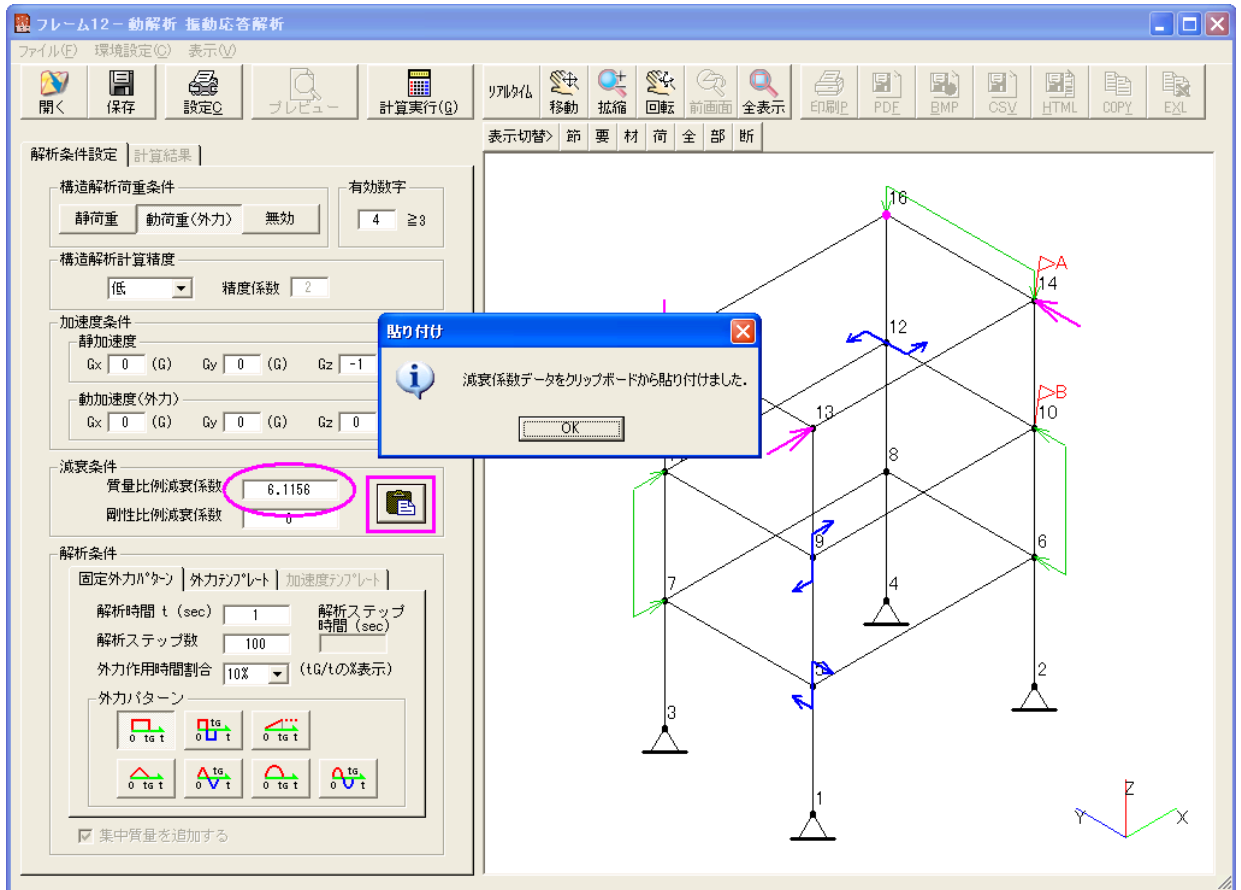 フレーム12－動解析 振動応答解析
ファイル(F) 環境設定(C) 表示(V)
開く 保存 設定C プレビュー 計算実行(G) リアルタイム 移動 拡縮 回転 前画面 全表示 印刷P PDF BMP CSV HTML COPY EXL
表示切替> 節 要 材 荷 全 部 断
解析条件設定 計算結果
構造解析荷重条件 有効数字
静荷重 動荷重(外力) 無効 4 ≧3
構造解析計算精度
低 精度係数 2
加速度条件
静加速度
Gx 0 (G) Gy 0 (G) Gz -1
動加速度(外力)
Gx 0 (G) Gy 0 (G) Gz 0
減衰条件
質量比例減衰係数 6.1156
剛性比例減衰係数 0
解析条件
固定外力パターン 外力テンプレート 加速度テンプレート
解析時間 t (sec) 1 解析ステップ
時間 (sec)
解析ステップ数 100
外力作用時間割合 10% (tG/tの%表示)
外力パターン
0 tG t
tG
0 t
0 tG t
0 tG t
tG
0 t
0 tG t
tG
0 t
集中質量を追加する
貼り付け
減衰係数データをクリップボードから貼り付けました.
OK
16
A
14
12
B
10
13
8
9
6
7
4
5
2
3
1
Z
Y
X